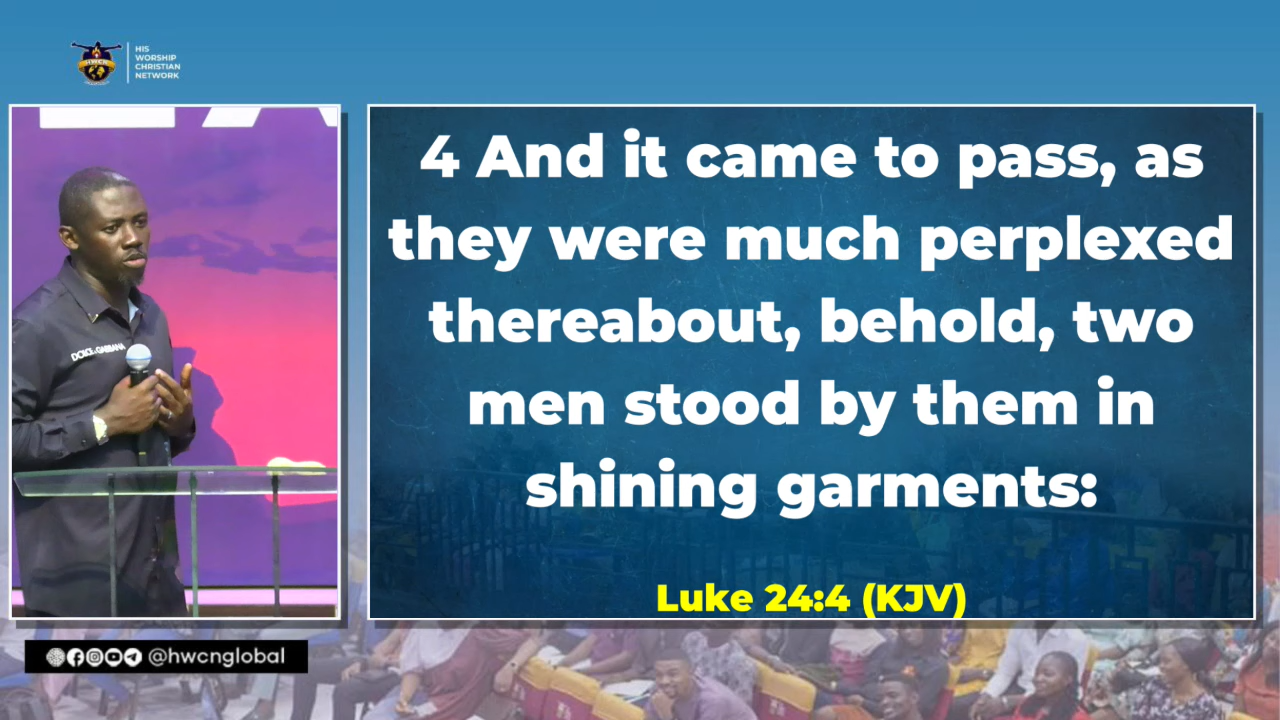 HIS
WORSHIP
CHRISTIAN
NETWORK
HWCN
DOLCE & GABBANA
4 And it came to pass, as
they were much perplexed
thereabout, behold, two
men stood by them in
shining garments:
Luke 24:4 (KJV)
@hwcnglobal